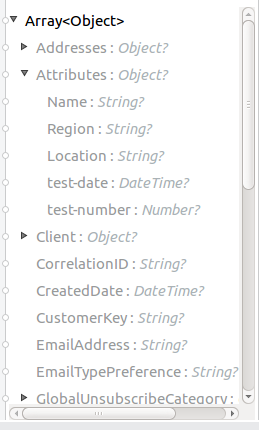 Array<Object>
Addresses : Object?
Attributes : Object?
Name : String?
Region : String?
Location : String?
test-date : DateTime?
test-number : Number?
Client : Object?
CorrelationID : String?
CreatedDate : DateTime?
CustomerKey : String?
EmailAddress : String?
EmailTypePreference : String?
GlobalUnsubscribeCategory :